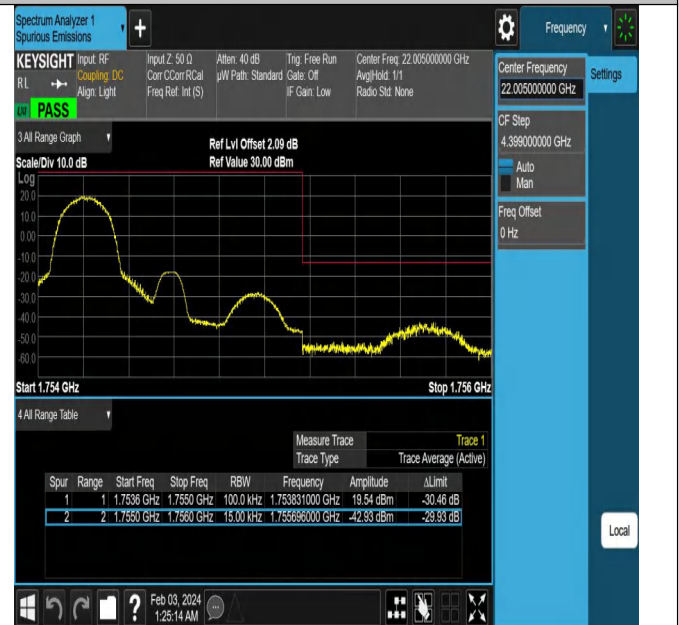 Spectrum Analyzer 1
Spurious Emissions
+
Frequency
KEYSIGHT
RL
PASS
Input: RF
Coupling: DC
Align: Light
Input Z: 50 Ω
Corr CCorr RCal
Freq Ref: Int (S)
Atten: 40 dB
µW Path: Standard
Trig: Free Run
Gate: Off
IF Gain: Low
Center Freq: 22.005000000 GHz
Avg|Hold: 1/1
Radio Std: None
Center Frequency
22.005000000 GHz
Settings
CF Step
4.399000000 GHz
Auto
Man
Freq Offset
0 Hz
3 All Range Graph
Scale/Div 10.0 dB
Ref Lvl Offset 2.09 dB
Ref Value 30.00 dBm
Log
20.0
10.0
0.00
-10.0
-20.0
-30.0
-40.0
-50.0
-60.0
Start 1.754 GHz
Stop 1.756 GHz
4 All Range Table
Measure Trace Trace 1
Trace Type Trace Average (Active)
Spur Range Start Freq Stop Freq RBW Frequency Amplitude ΔLimit
1 1 1.7536 GHz 1.7550 GHz 100.0 kHz 1.753831000 GHz 19.54 dBm -30.46 dB
2 2 1.7550 GHz 1.7560 GHz 15.00 kHz 1.755696000 GHz -42.93 dBm -29.93 dB
Local
?
Feb 03, 2024
1:25:14 AM